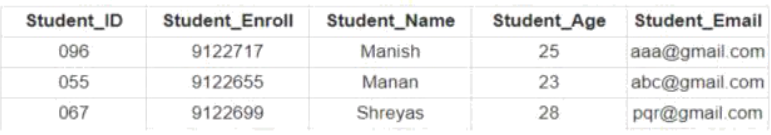 Student_ID Student_Enroll Student_Name Student_Age Student_Email
096 9122717 Manish 25 aaa@gmail.com
055 9122655 Manan 23 abc@gmail.com
067 9122699 Shreyas 28 pqr@gmail.com